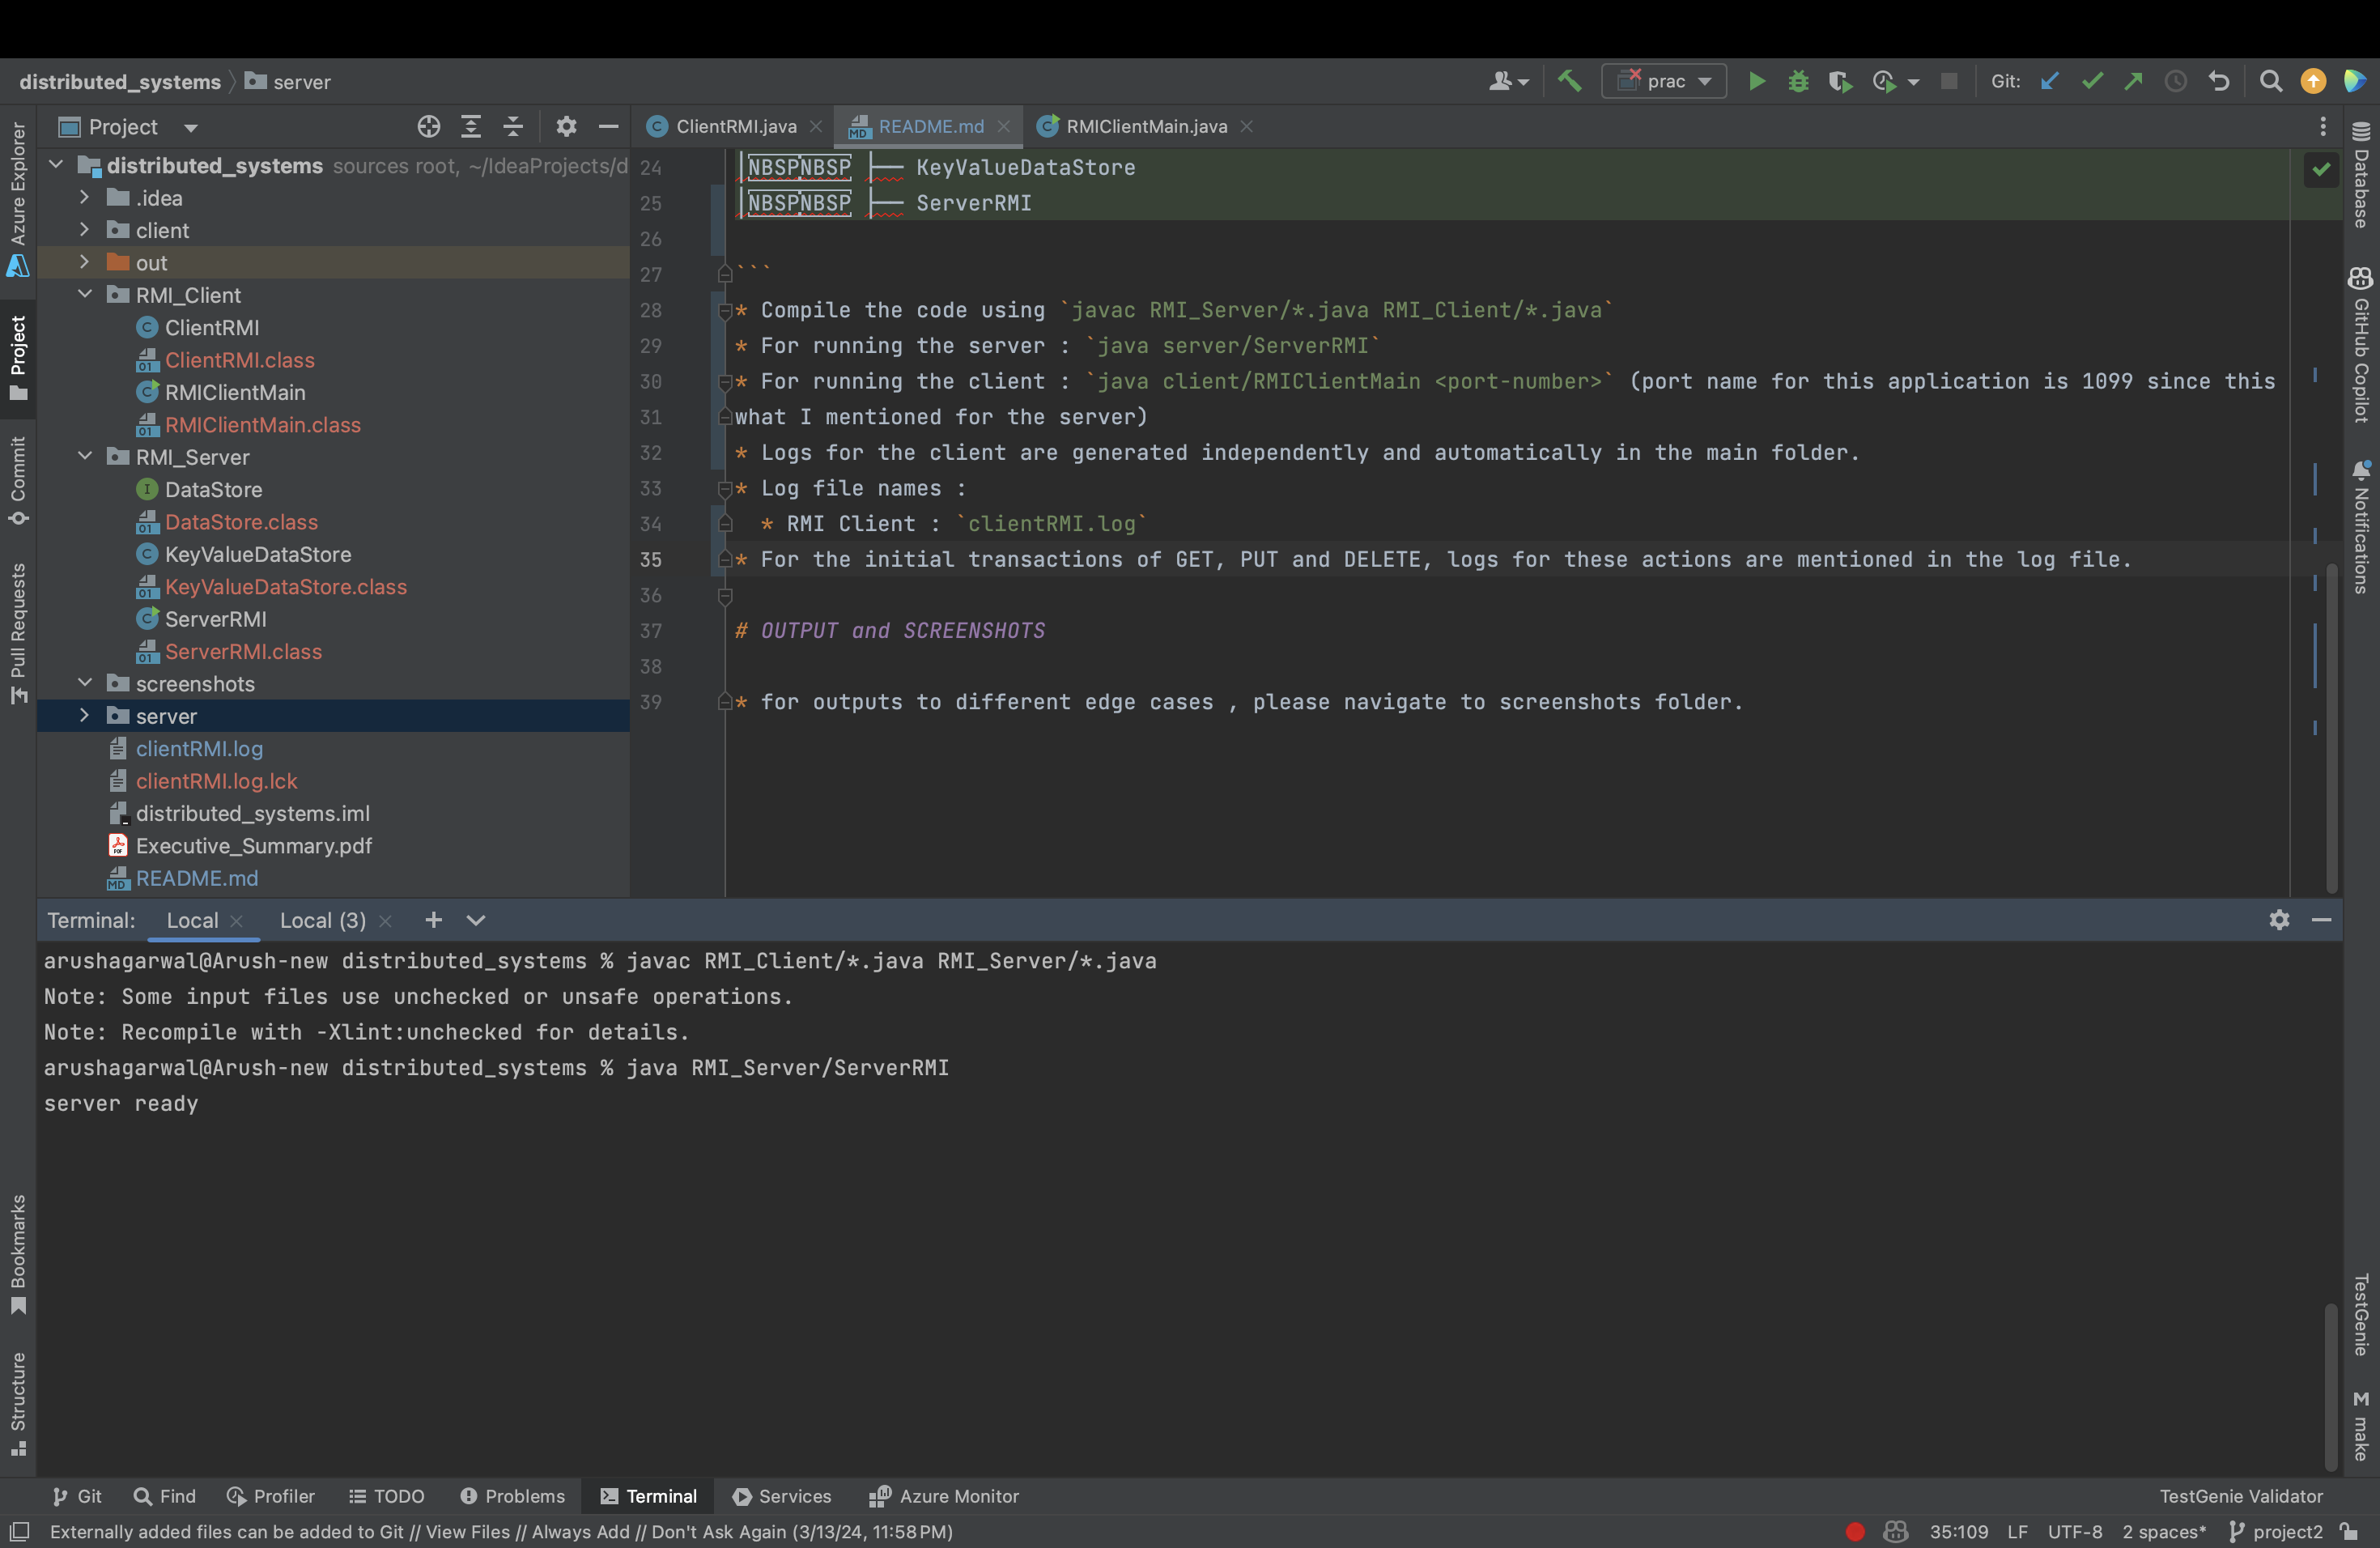 distributed_systems server
prac
Git:
Project
ClientRMI.java
README.md
RMIClientMain.java
Azure Explorer
Project
Commit
Pull Requests
Bookmarks
Structure
distributed_systems sources root, ~/IdeaProjects/d
.idea
client
out
RMI_Client
ClientRMI
ClientRMI.class
RMIClientMain
RMIClientMain.class
RMI_Server
DataStore
DataStore.class
KeyValueDataStore
KeyValueDataStore.class
ServerRMI
ServerRMI.class
screenshots
server
clientRMI.log
clientRMI.log.lck
distributed_systems.iml
Executive_Summary.pdf
README.md
24 │NBSPNBSP ├── KeyValueDataStore
25 │NBSPNBSP ├── ServerRMI
26
27 ```
28 * Compile the code using `javac RMI_Server/*.java RMI_Client/*.java`
29 * For running the server : `java server/ServerRMI`
30 * For running the client : `java client/RMIClientMain <port-number>` (port name for this application is 1099 since this
31 what I mentioned for the server)
32 * Logs for the client are generated independently and automatically in the main folder.
33 * Log file names :
34 * RMI Client : `clientRMI.log`
35 * For the initial transactions of GET, PUT and DELETE, logs for these actions are mentioned in the log file.
36
37 # OUTPUT and SCREENSHOTS
38
39 * for outputs to different edge cases , please navigate to screenshots folder.
Database
GitHub Copilot
Notifications
TestGenie
M make
Terminal: Local Local (3)
arushagarwal@Arush-new distributed_systems % javac RMI_Client/*.java RMI_Server/*.java
Note: Some input files use unchecked or unsafe operations.
Note: Recompile with -Xlint:unchecked for details.
arushagarwal@Arush-new distributed_systems % java RMI_Server/ServerRMI
server ready
Git Find Profiler TODO Problems Terminal Services Azure Monitor TestGenie Validator
Externally added files can be added to Git // View Files // Always Add // Don't Ask Again (3/13/24, 11:58 PM) 35:109 LF UTF-8 2 spaces* project2